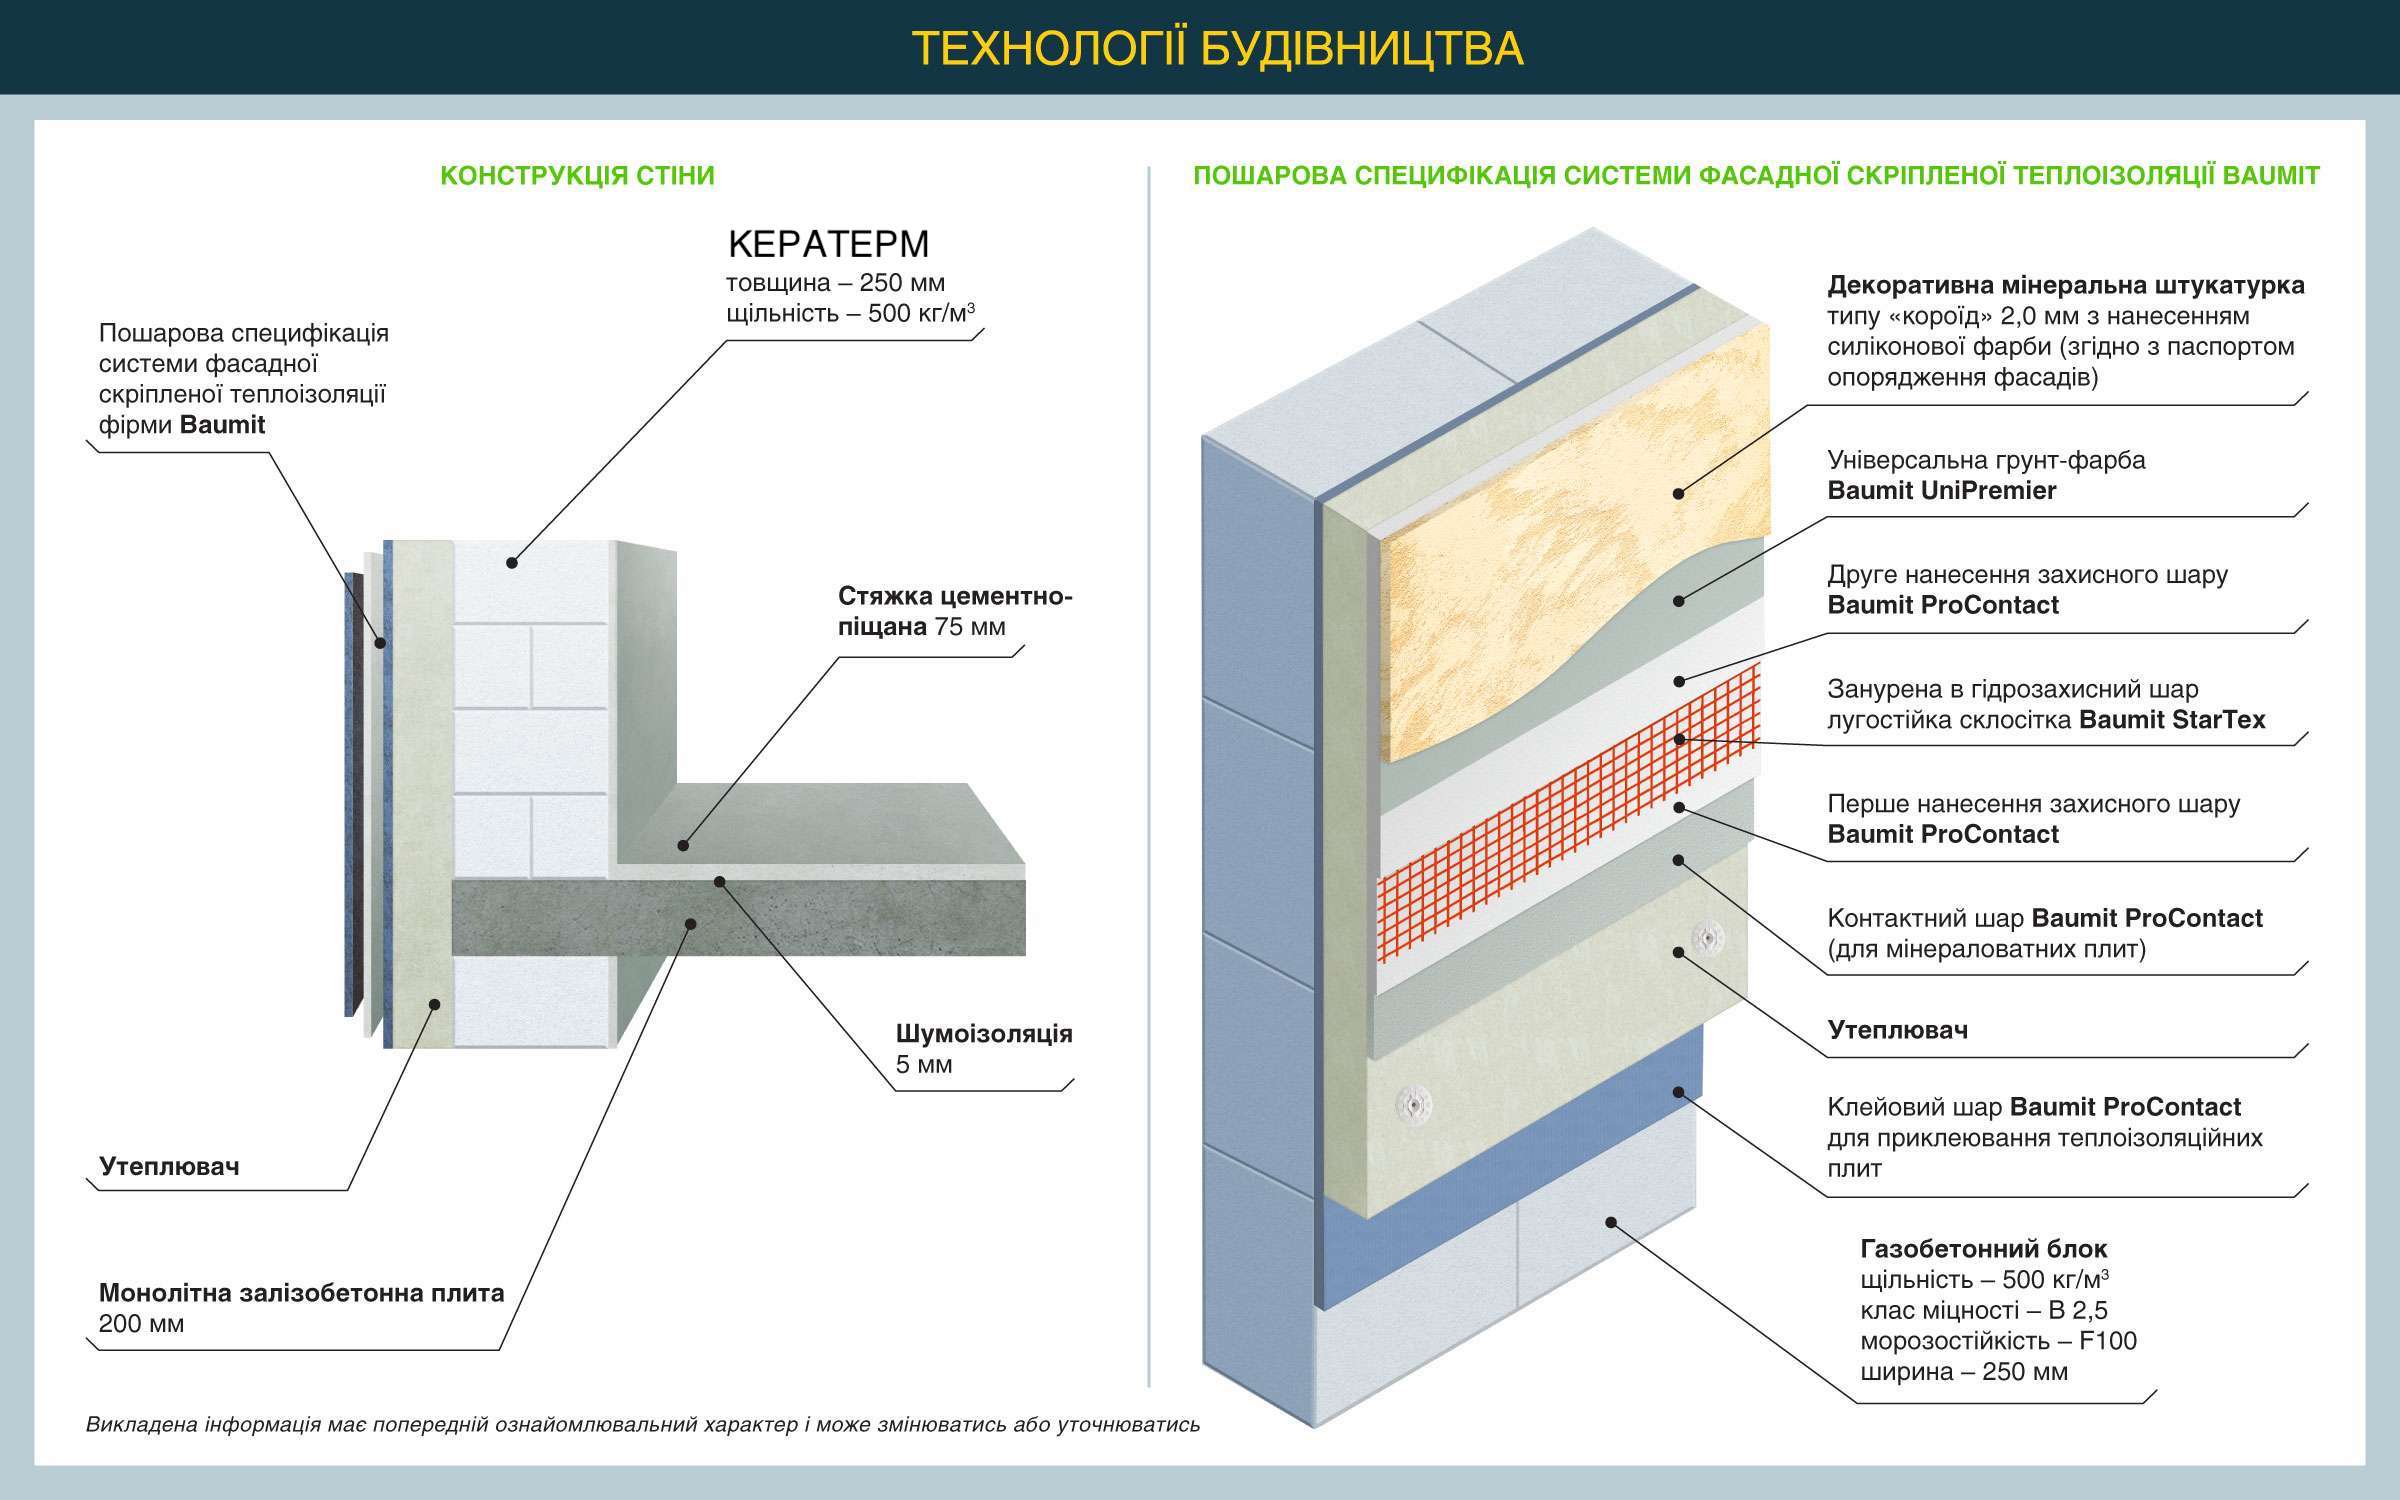 ТЕХНОЛОГІЇ БУДІВНИЦТВА
КОНСТРУКЦІЯ СТІНИ
КЕРАТЕРМ
товщина – 250 мм
щільність – 500 кг/м³
Пошарова специфікація
системи фасадної
скріпленої теплоізоляції
фірми Baumit
Стяжка цементно-
піщана 75 мм
Шумоізоляція
5 мм
Утеплювач
Монолітна залізобетонна плита
200 мм
Викладена інформація має попередній ознайомлювальний характер і може змінюватись або уточнюватись
ПОШАРОВА СПЕЦИФІКАЦІЯ СИСТЕМИ ФАСАДНОЇ СКРІПЛЕНОЇ ТЕПЛОІЗОЛЯЦІЇ BAUMIT
Декоративна мінеральна штукатурка
типу «короїд» 2,0 мм з нанесенням
силіконової фарби (згідно з паспортом
опорядження фасадів)
Універсальна грунт-фарба
Baumit UniPremier
Друге нанесення захисного шару
Baumit ProContact
Занурена в гідрозахисний шар
лугостійка склосітка Baumit StarTex
Перше нанесення захисного шару
Baumit ProContact
Контактний шар Baumit ProContact
(для мінераловатних плит)
Утеплювач
Клейовий шар Baumit ProContact
для приклеювання теплоізоляційних
плит
Газобетонний блок
щільність – 500 кг/м³
клас міцності – В 2,5
морозостійкість – F100
ширина – 250 мм